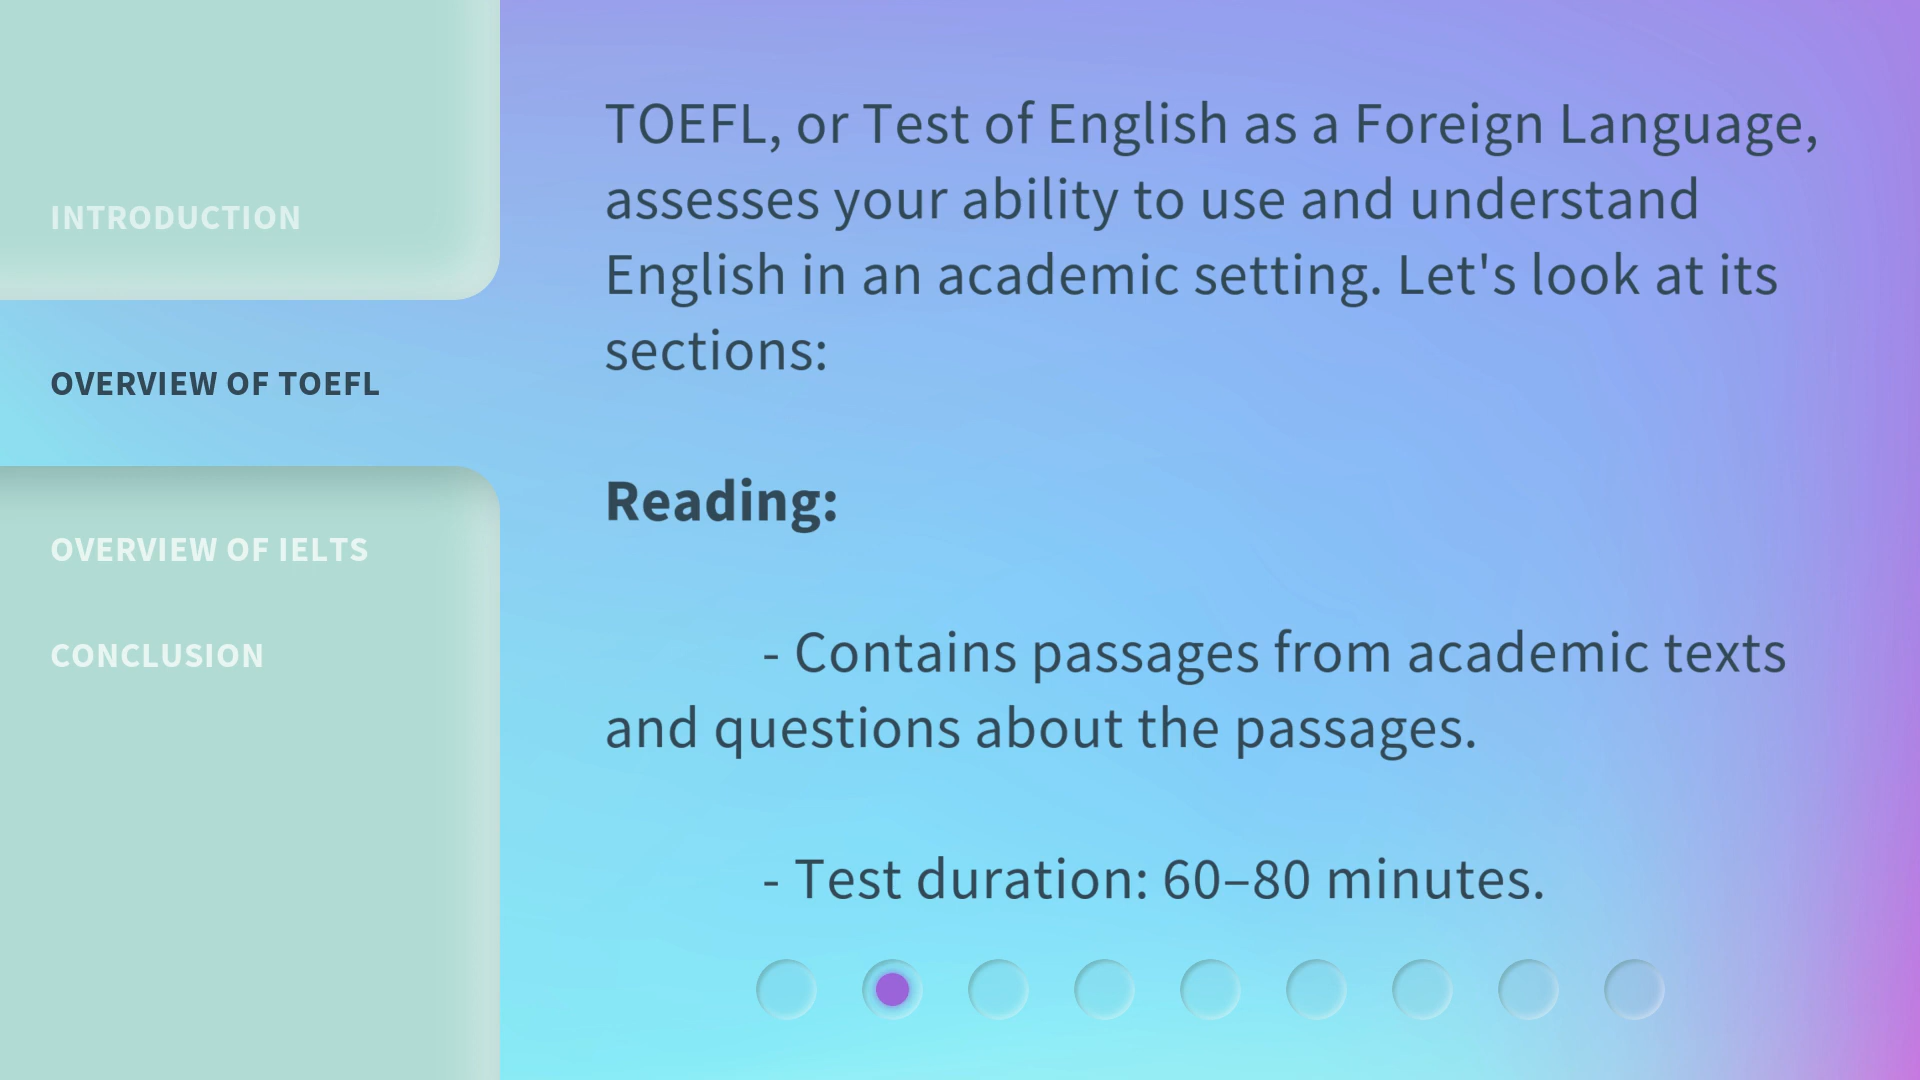 INTRODUCTION
OVERVIEW OF TOEFL
OVERVIEW OF IELTS
CONCLUSION
TOEFL, or Test of English as a Foreign Language,
assesses your ability to use and understand
English in an academic setting. Let's look at its
sections:
Reading:
- Contains passages from academic texts
and questions about the passages.
- Test duration: 60–80 minutes.